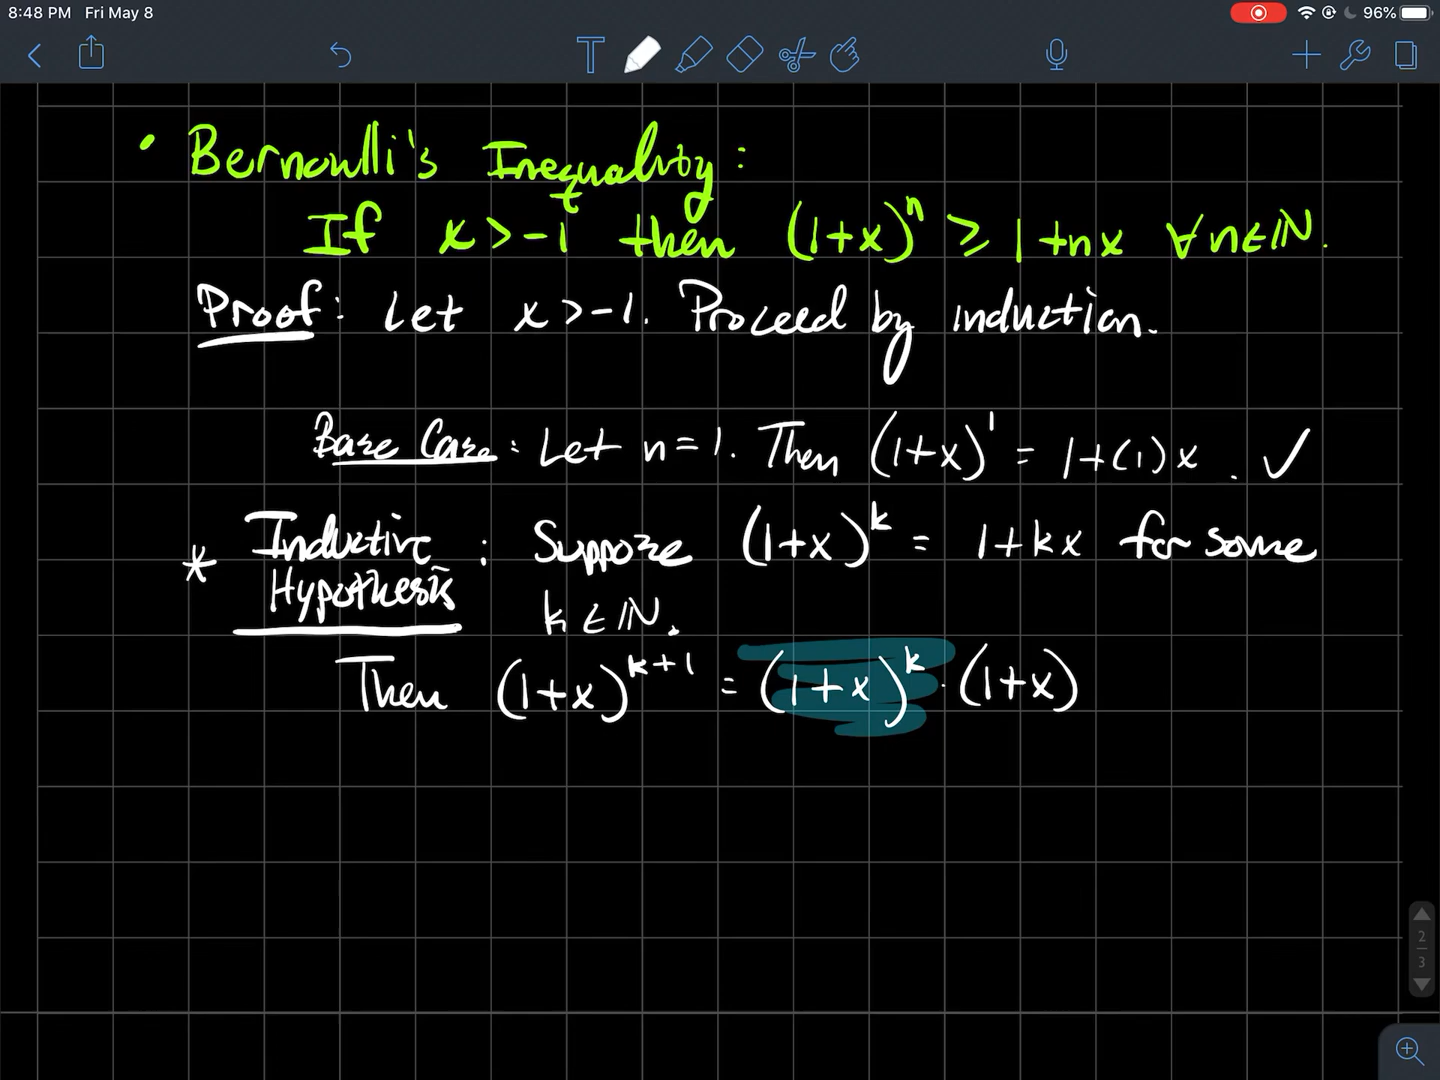 8:48 PM Fri May 8 96%
• Bernoulli's Inequality:
If x > -1 then (1+x)^n ≥ 1+nx ∀n∈ℕ.
Proof: Let x > -1. Proceed by induction.
Base Case: Let n = 1. Then (1+x)^1 = 1+(1)x. ✓
* Inductive Hypothesis: Suppose (1+x)^k = 1+kx for some
k ∈ ℕ.
Then (1+x)^{k+1} = (1+x)^k · (1+x)
2
3